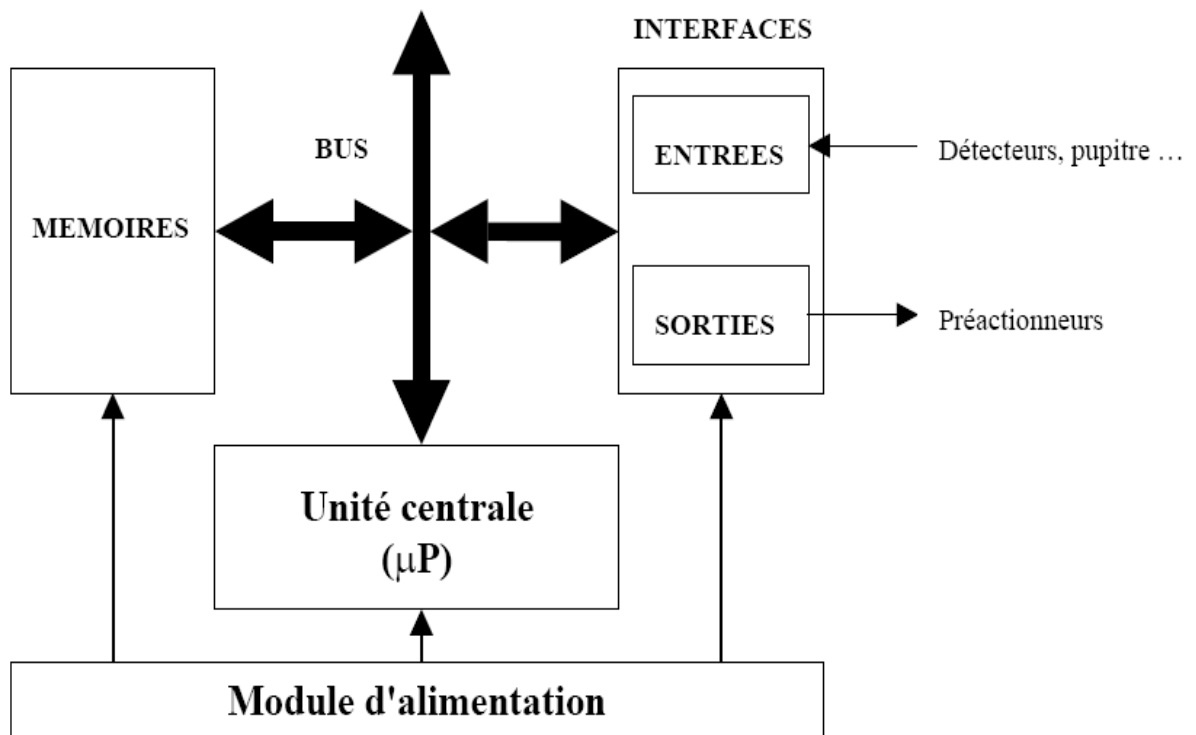 INTERFACES
BUS
ENTREES
Détecteurs, pupitre …
MEMOIRES
SORTIES
Préactionneurs
Unité centrale
(µP)
Module d'alimentation